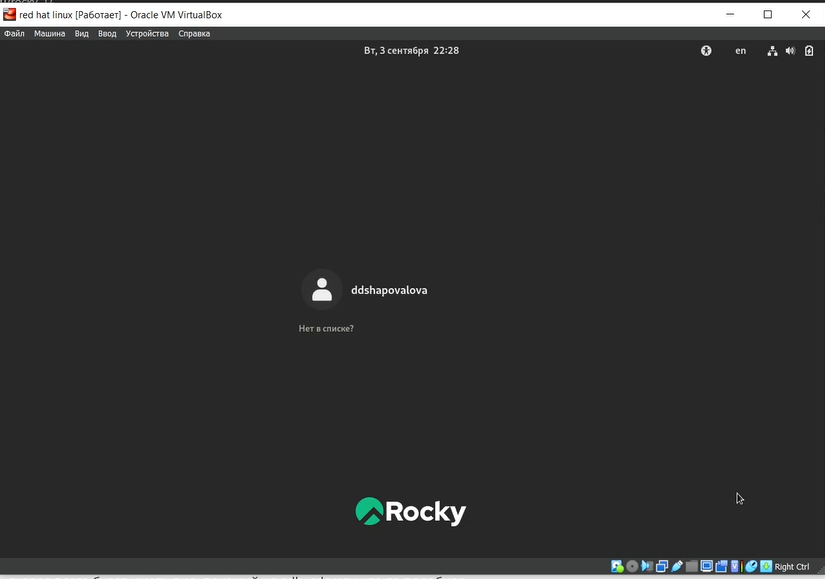 red hat linux [Работает] - Oracle VM VirtualBox
Файл Машина Вид Ввод Устройства Справка
Вт, 3 сентября 22:28
en
ddshapovalova
Нет в списке?
Rocky
Right Ctrl